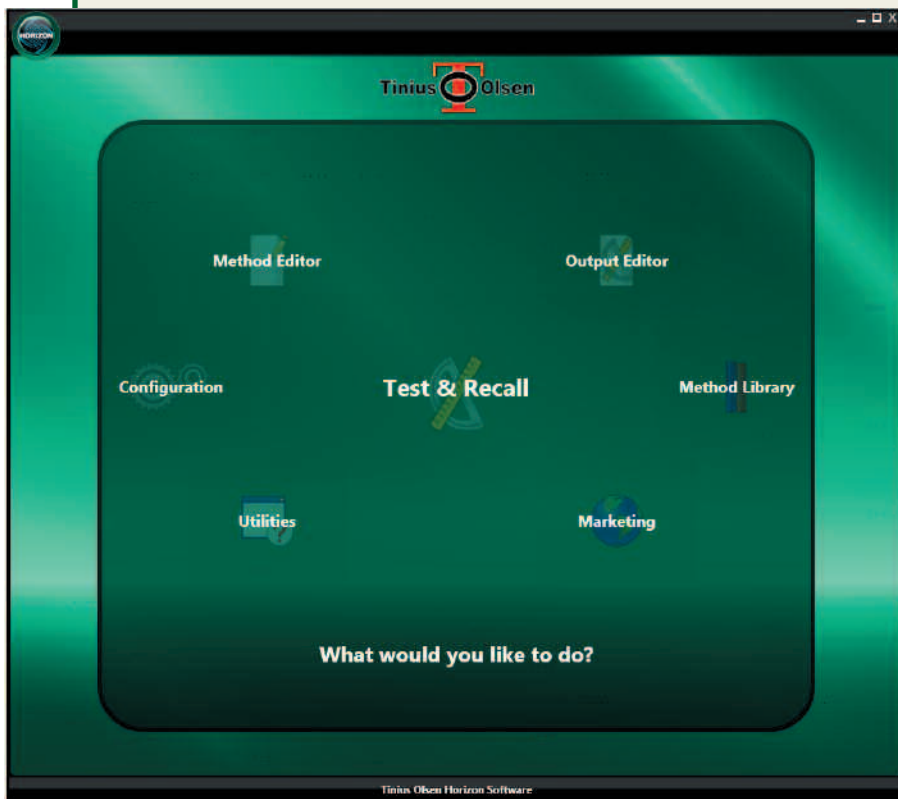 HORIZON
X
Tinius Olsen
Method Editor
Output Editor
Configuration
Test & Recall
Method Library
Utilities
?
Marketing
What would you like to do?
Tinius Olsen Horizon Software